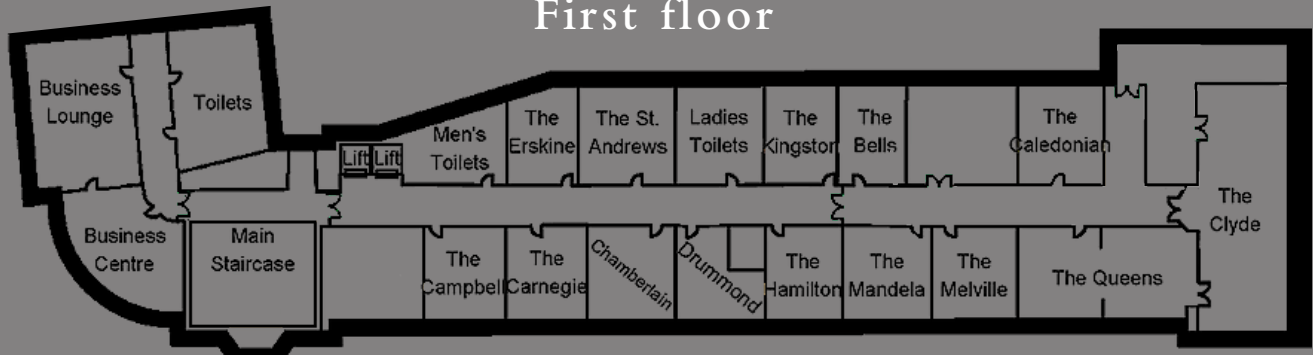 First floor
Business
Lounge
Toilets
Lift
Lift
Men's
Toilets
The
Erskine
The St.
Andrews
Ladies
Toilets
The
Kingston
The
Bells
The
Caledonian
The
Clyde
Business
Centre
Main
Staircase
The
Campbell
The
Carnegie
Chamberlain
Drummond
The
Hamilton
The
Mandela
The
Melville
The Queens